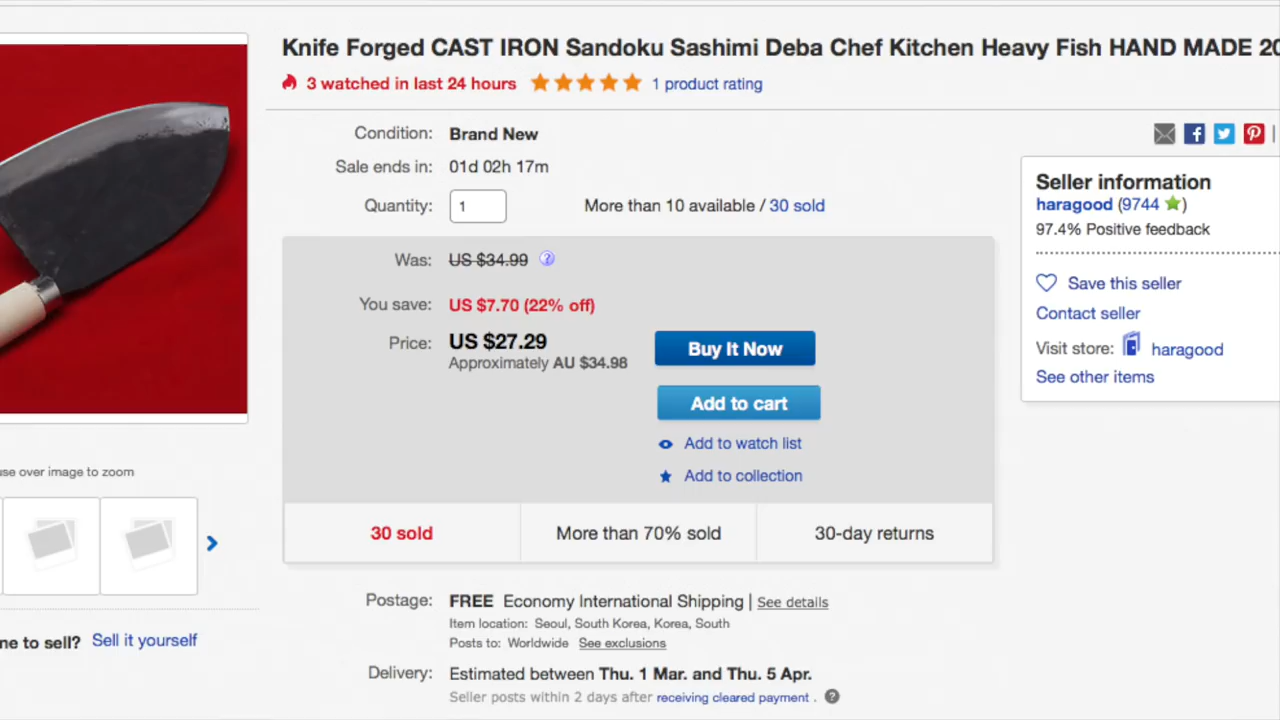 Knife Forged CAST IRON Sandoku Sashimi Deba Chef Kitchen Heavy Fish HAND MADE
3 watched in last 24 hours 1 product rating
Condition: Brand New
Sale ends in: 01d 02h 17m
Quantity: 1 More than 10 available / 30 sold
Was: US $34.99 ?
You save: US $7.70 (22% off)
Price: US $27.29
Approximately AU $34.98
Buy It Now
Add to cart
Add to watch list
Add to collection
30 sold More than 70% sold 30-day returns
Postage: FREE Economy International Shipping | See details
Item location: Seoul, South Korea, Korea, South
Posts to: Worldwide See exclusions
Delivery: Estimated between Thu. 1 Mar. and Thu. 5 Apr.
Seller posts within 2 days after receiving cleared payment . ?
Seller information
haragood (9744)
97.4% Positive feedback
Save this seller
Contact seller
Visit store: haragood
See other items
over image to zoom
to sell? Sell it yourself